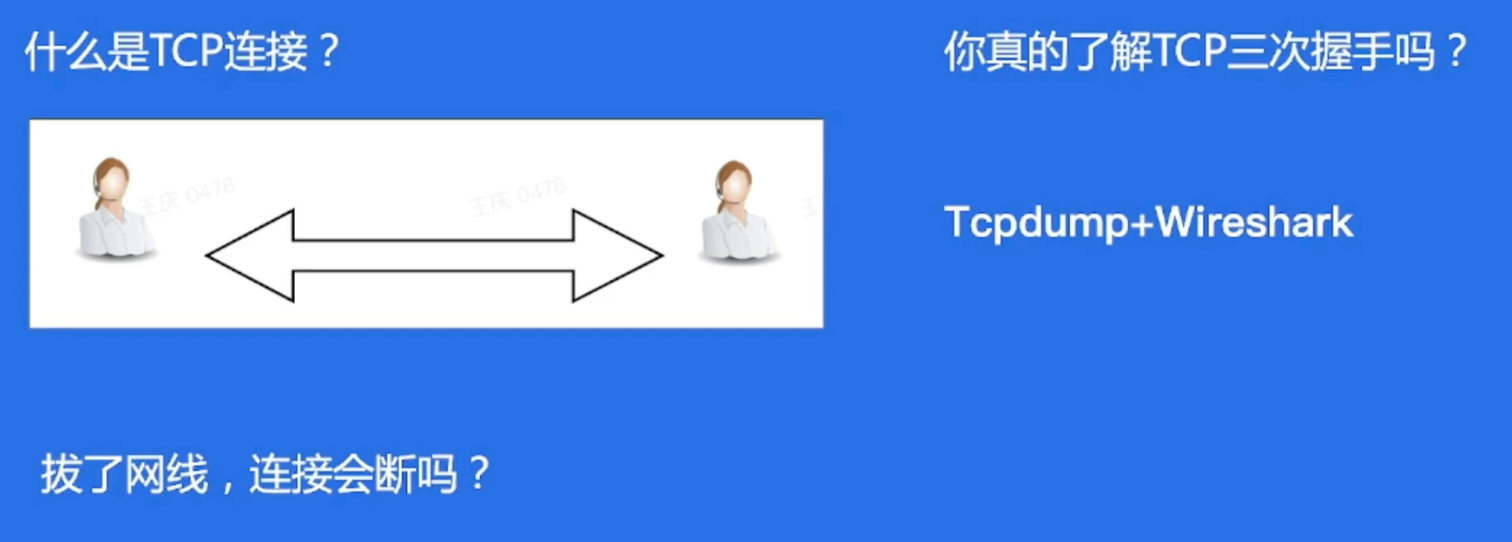 什么是TCP连接？
你真的了解TCP三次握手吗？
王庆 0478
王庆 0478
Tcpdump+Wireshark
拔了网线，连接会断吗？